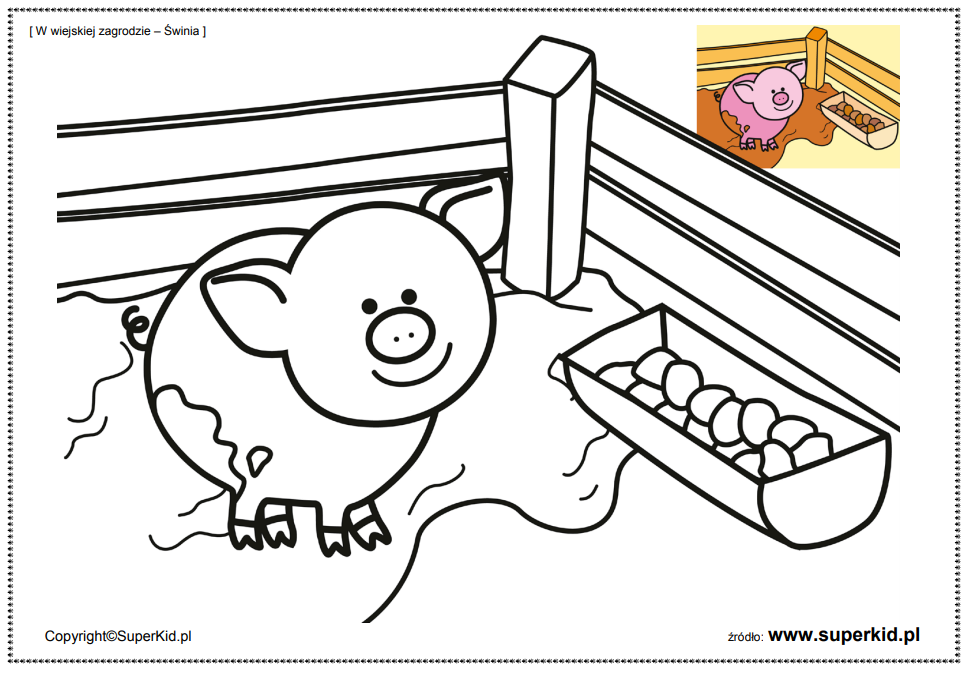 [ W wiejskiej zagrodzie – Świnia ]
Copyright©SuperKid.pl
źródło: www.superkid.pl